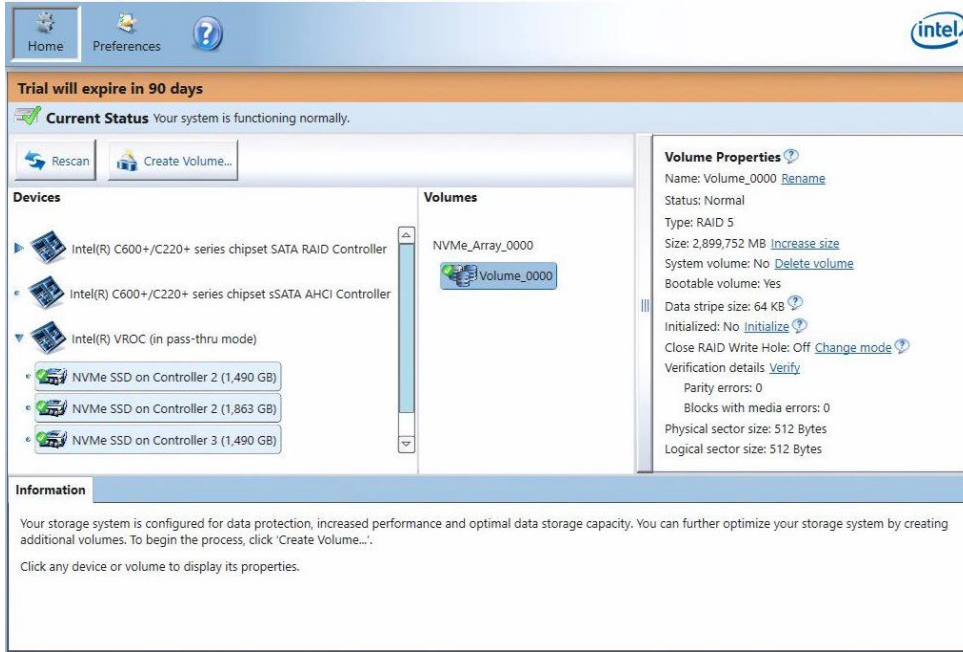 Home
Preferences
intel
Trial will expire in 90 days
Current Status Your system is functioning normally.
Rescan
Create Volume...
Devices
Intel(R) C600+/C220+ series chipset SATA RAID Controller
Intel(R) C600+/C220+ series chipset sSATA AHCI Controller
Intel(R) VROC (in pass-thru mode)
NVMe SSD on Controller 2 (1,490 GB)
NVMe SSD on Controller 2 (1,863 GB)
NVMe SSD on Controller 3 (1,490 GB)
Volumes
NVMe_Array_0000
Volume_0000
Volume Properties
Name: Volume_0000 Rename
Status: Normal
Type: RAID 5
Size: 2,899,752 MB Increase size
System volume: No Delete volume
Bootable volume: Yes
Data stripe size: 64 KB
Initialized: No Initialize
Close RAID Write Hole: Off Change mode
Verification details Verify
Parity errors: 0
Blocks with media errors: 0
Physical sector size: 512 Bytes
Logical sector size: 512 Bytes
Information
Your storage system is configured for data protection, increased performance and optimal data storage capacity. You can further optimize your storage system by creating
additional volumes. To begin the process, click 'Create Volume...'.
Click any device or volume to display its properties.